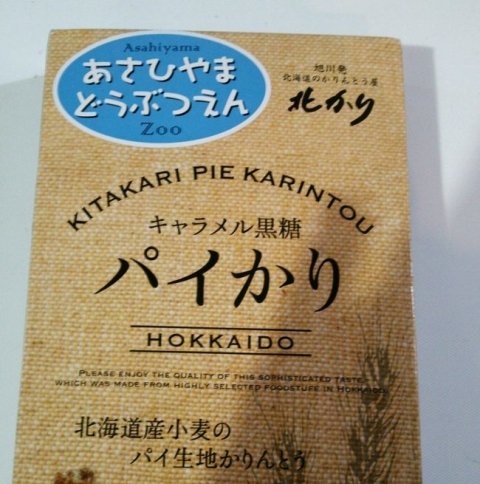 Asahiyama
あさひやま
どうぶつえん
Zoo
旭川発
北海道のかりんとう屋
北かり
KITAKARI PIE KARINTOU
キャラメル黒糖
パイかり
HOKKAIDO
PLEASE ENJOY THE QUALITY OF THIS SOPHISTICATED TASTE
WHICH WAS MADE FROM HIGHLY SELECTED FOODSTUFF IN HOKKAIDO
北海道産小麦の
パイ生地かりんとう